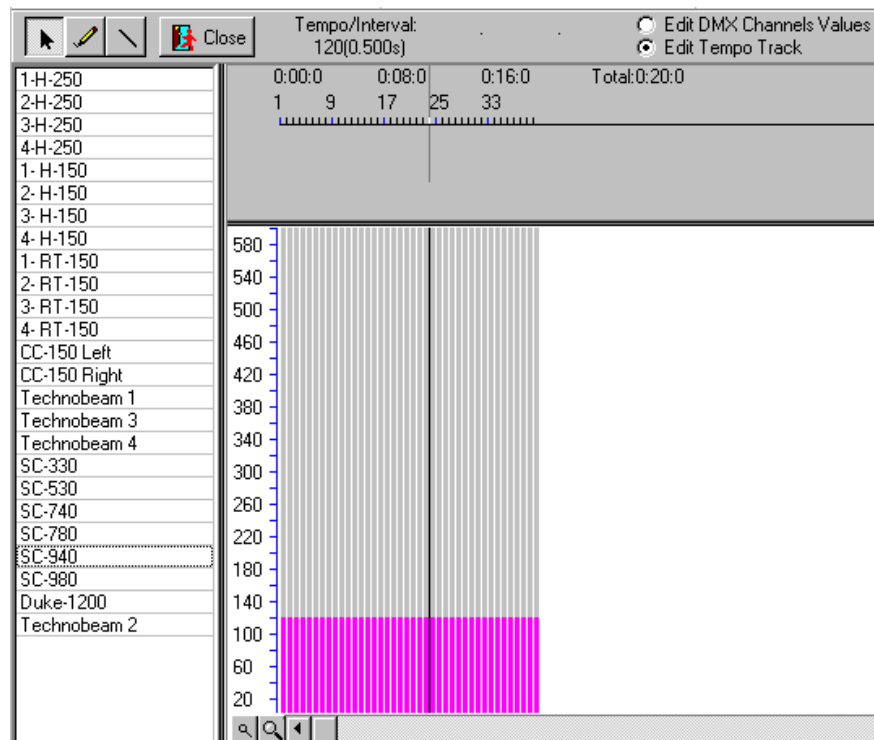 Close
Tempo/Interval:
120(0.500s)
Edit DMX Channels Values
Edit Tempo Track
1-H-250
2-H-250
3-H-250
4-H-250
1- H-150
2- H-150
3- H-150
4- H-150
1- RT-150
2- RT-150
3- RT-150
4- RT-150
CC-150 Left
CC-150 Right
Technobeam 1
Technobeam 3
Technobeam 4
SC-330
SC-530
SC-740
SC-780
SC-940
SC-980
Duke-1200
Technobeam 2
0:00:0 0:08:0 0:16:0 Total:0:20:0
1 9 17 25 33
580
540
500
460
420
380
340
300
260
220
180
140
100
60
20